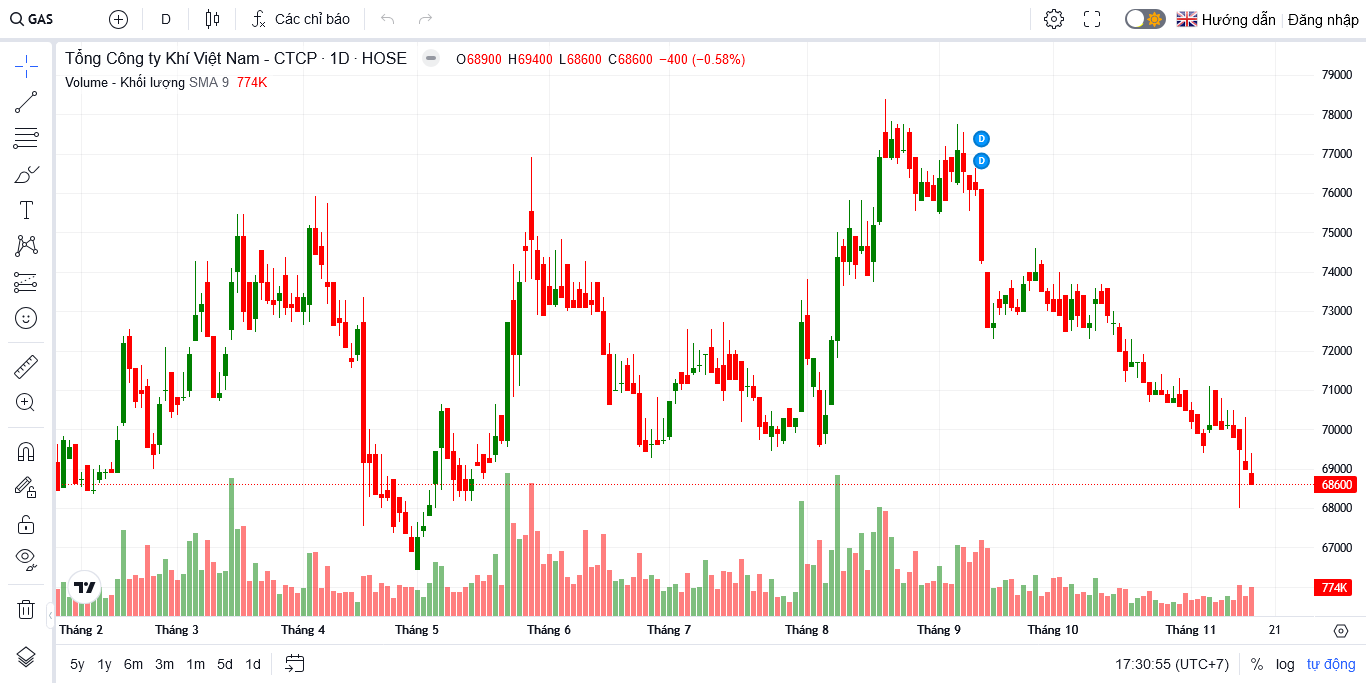 GAS D Các chỉ báo Hướng dẫn Đăng nhập
Tổng Công ty Khí Việt Nam - CTCP · 1D · HOSE O68900 H69400 L68600 C68600 −400 (−0.58%)
Volume - Khối lượng SMA 9 774K
D
D
79000
78000
77000
76000
75000
74000
73000
72000
71000
70000
69000
68600
68000
67000
774K
Tháng 2 Tháng 3 Tháng 4 Tháng 5 Tháng 6 Tháng 7 Tháng 8 Tháng 9 Tháng 10 Tháng 11 21
5y 1y 6m 3m 1m 5d 1d 17:30:55 (UTC+7) % log tự động